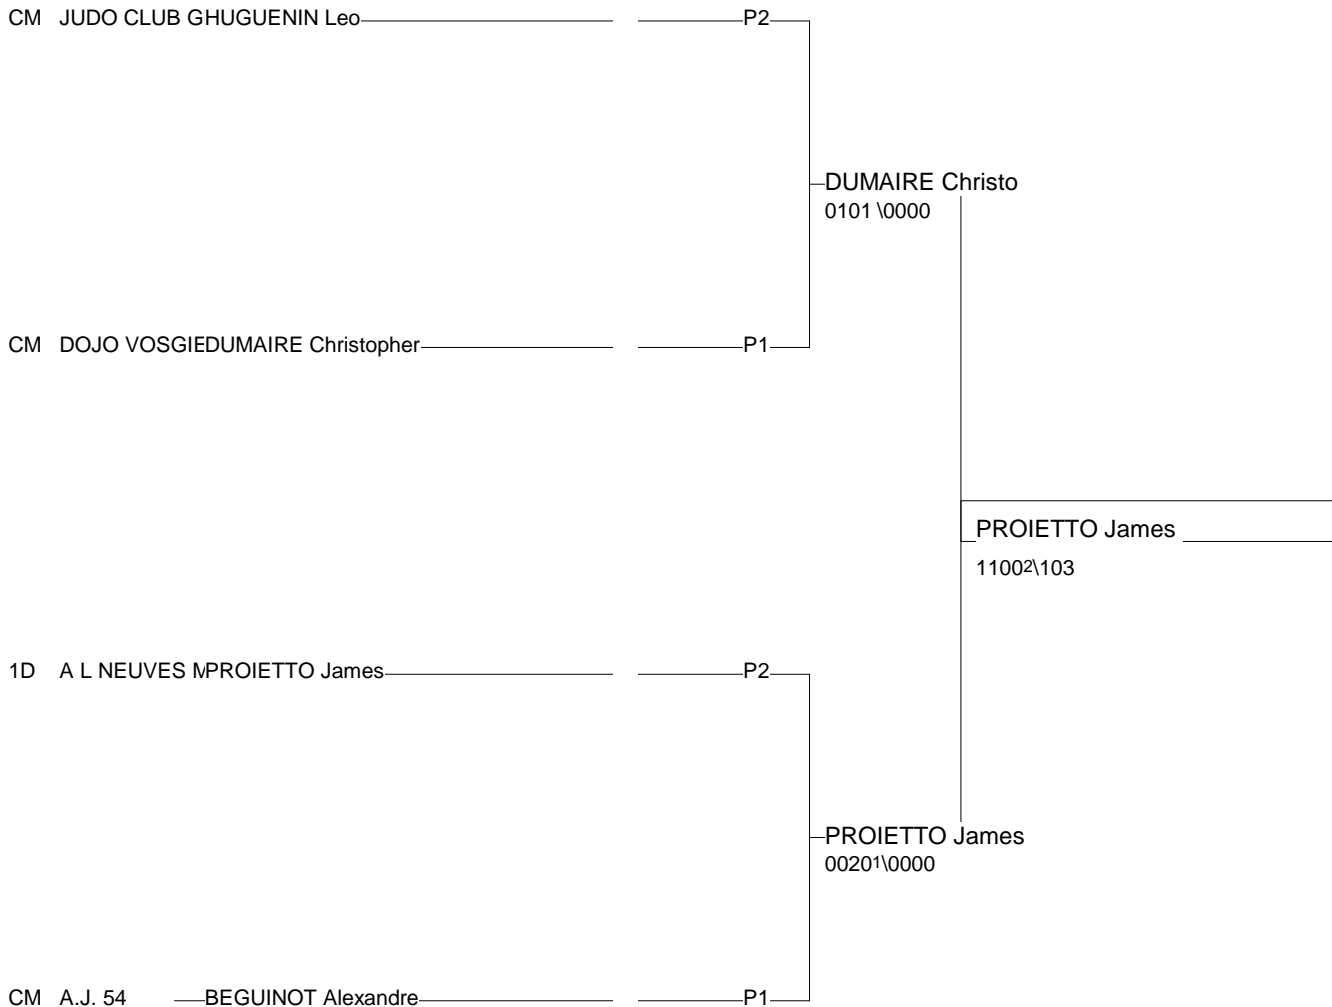 CM JUDO CLUB GHUGUENIN Leo P2
DUMAIRE Christo
0101 \0000
CM DOJO VOSGIEDUMAIRE Christopher P1
PROIETTO James
1100²\103
1D A L NEUVES MPROIETTO James P2
PROIETTO James
0020¹\0000
CM A.J. 54 BEGUINOT Alexandre P1